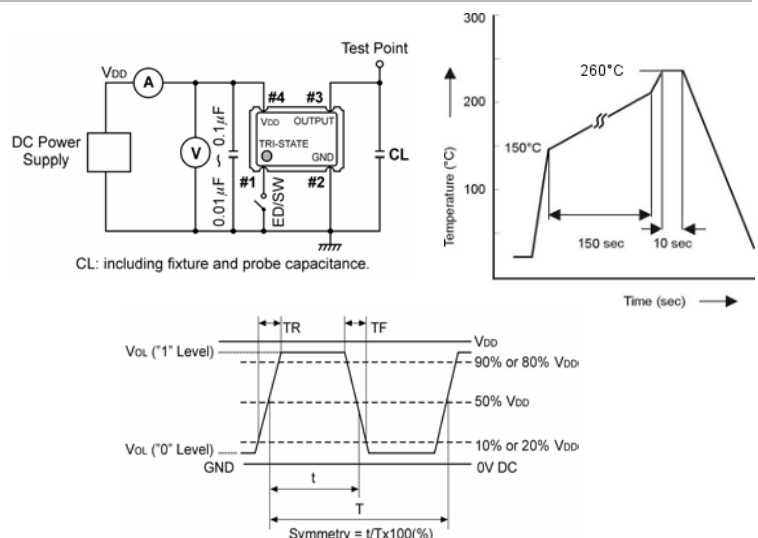 Test Point
VDD
A
#4 #3
VDD OUTPUT
TRI-STATE
GND
DC Power
Supply
V
0.01µF ~ 0.1µF
#1
#2
ED/SW
CL
CL: including fixture and probe capacitance.
300
260°C
200
150°C
100
0
Temperature (°C)
150 sec
10 sec
Time (sec)
TR
TF
VDD
VOL ("1" Level)
90% or 80% VDD
50% VDD
VOL ("0" Level)
10% or 20% VDD
GND
0V DC
t
T
Symmetry = t/Tx100(%)